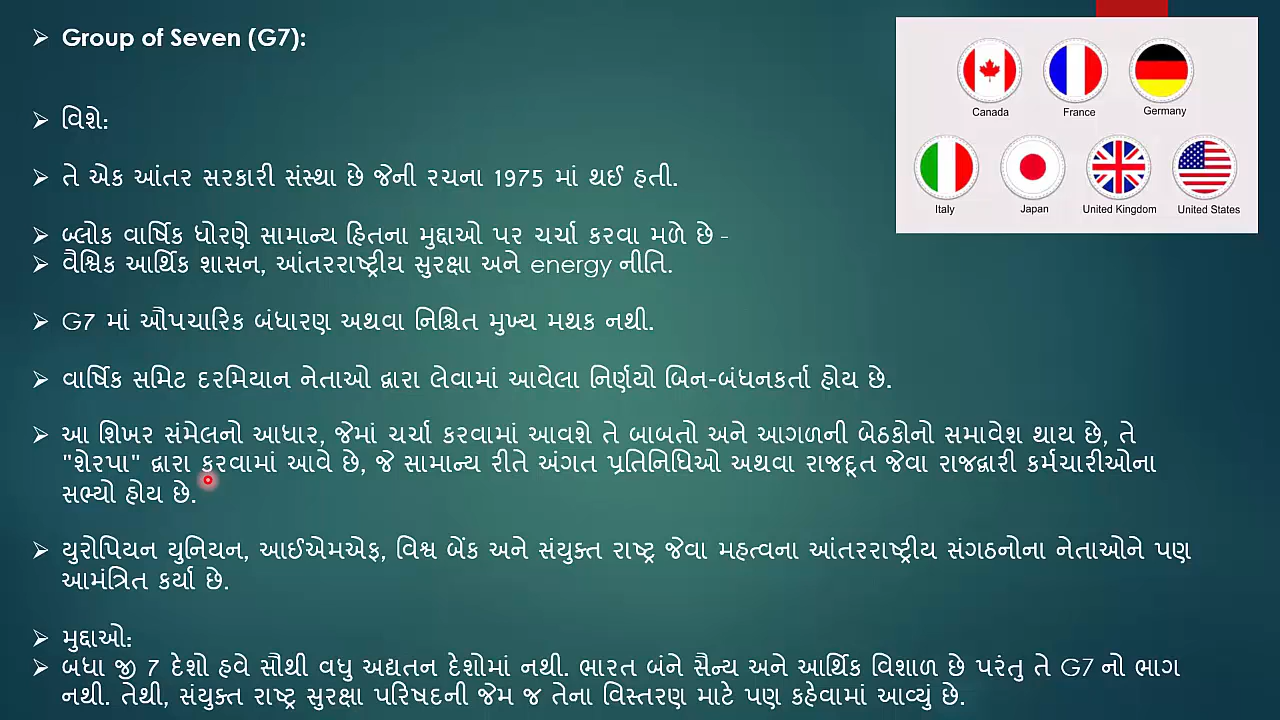 Group of Seven (G7):
Canada France Germany
Italy Japan United Kingdom United States
વિશે:
તે એક આંતર સરકારી સંસ્થા છે જેની રચના 1975 માં થઈ હતી.
બ્લોક વાર્ષિક ધોરણે સામાન્ય હિતના મુદ્દાઓ પર ચર્ચા કરવા મળે છે -
વૈશ્વિક આર્થિક શાસન, આંતરરાષ્ટ્રીય સુરક્ષા અને energy નીતિ.
G7 માં ઔપચારિક બંધારણ અથવા નિશ્ચિત મુખ્ય મથક નથી.
વાર્ષિક સમિટ દરમિયાન નેતાઓ દ્વારા લેવામાં આવેલા નિર્ણયો બિન-બંધનકર્તા હોય છે.
આ શિખર સંમેલનો આધાર, જેમાં ચર્ચા કરવામાં આવશે તે બાબતો અને આગળની બેઠકોનો સમાવેશ થાય છે, તે
"શેરપા" દ્વારા કરવામાં આવે છે, જે સામાન્ય રીતે અંગત પ્રતિનિધિઓ અથવા રાજદૂત જેવા રાજદ્વારી કર્મચારીઓના
સભ્યો હોય છે.
યુરોપિયન યુનિયન, આઈએમએફ, વિશ્વ બેંક અને સંયુક્ત રાષ્ટ્ર જેવા મહત્વના આંતરરાષ્ટ્રીય સંગઠનોના નેતાઓને પણ
આમંત્રિત કર્યા છે.
મુદ્દાઓ:
બધા જી 7 દેશો હવે સૌથી વધુ અદ્યતન દેશોમાં નથી. ભારત બંને સૈન્ય અને આર્થિક વિશાળ છે પરંતુ તે G7 નો ભાગ
નથી. તેથી, સંયુક્ત રાષ્ટ્ર સુરક્ષા પરિષદની જેમ જ તેના વિસ્તરણ માટે પણ કહેવામાં આવ્યું છે.